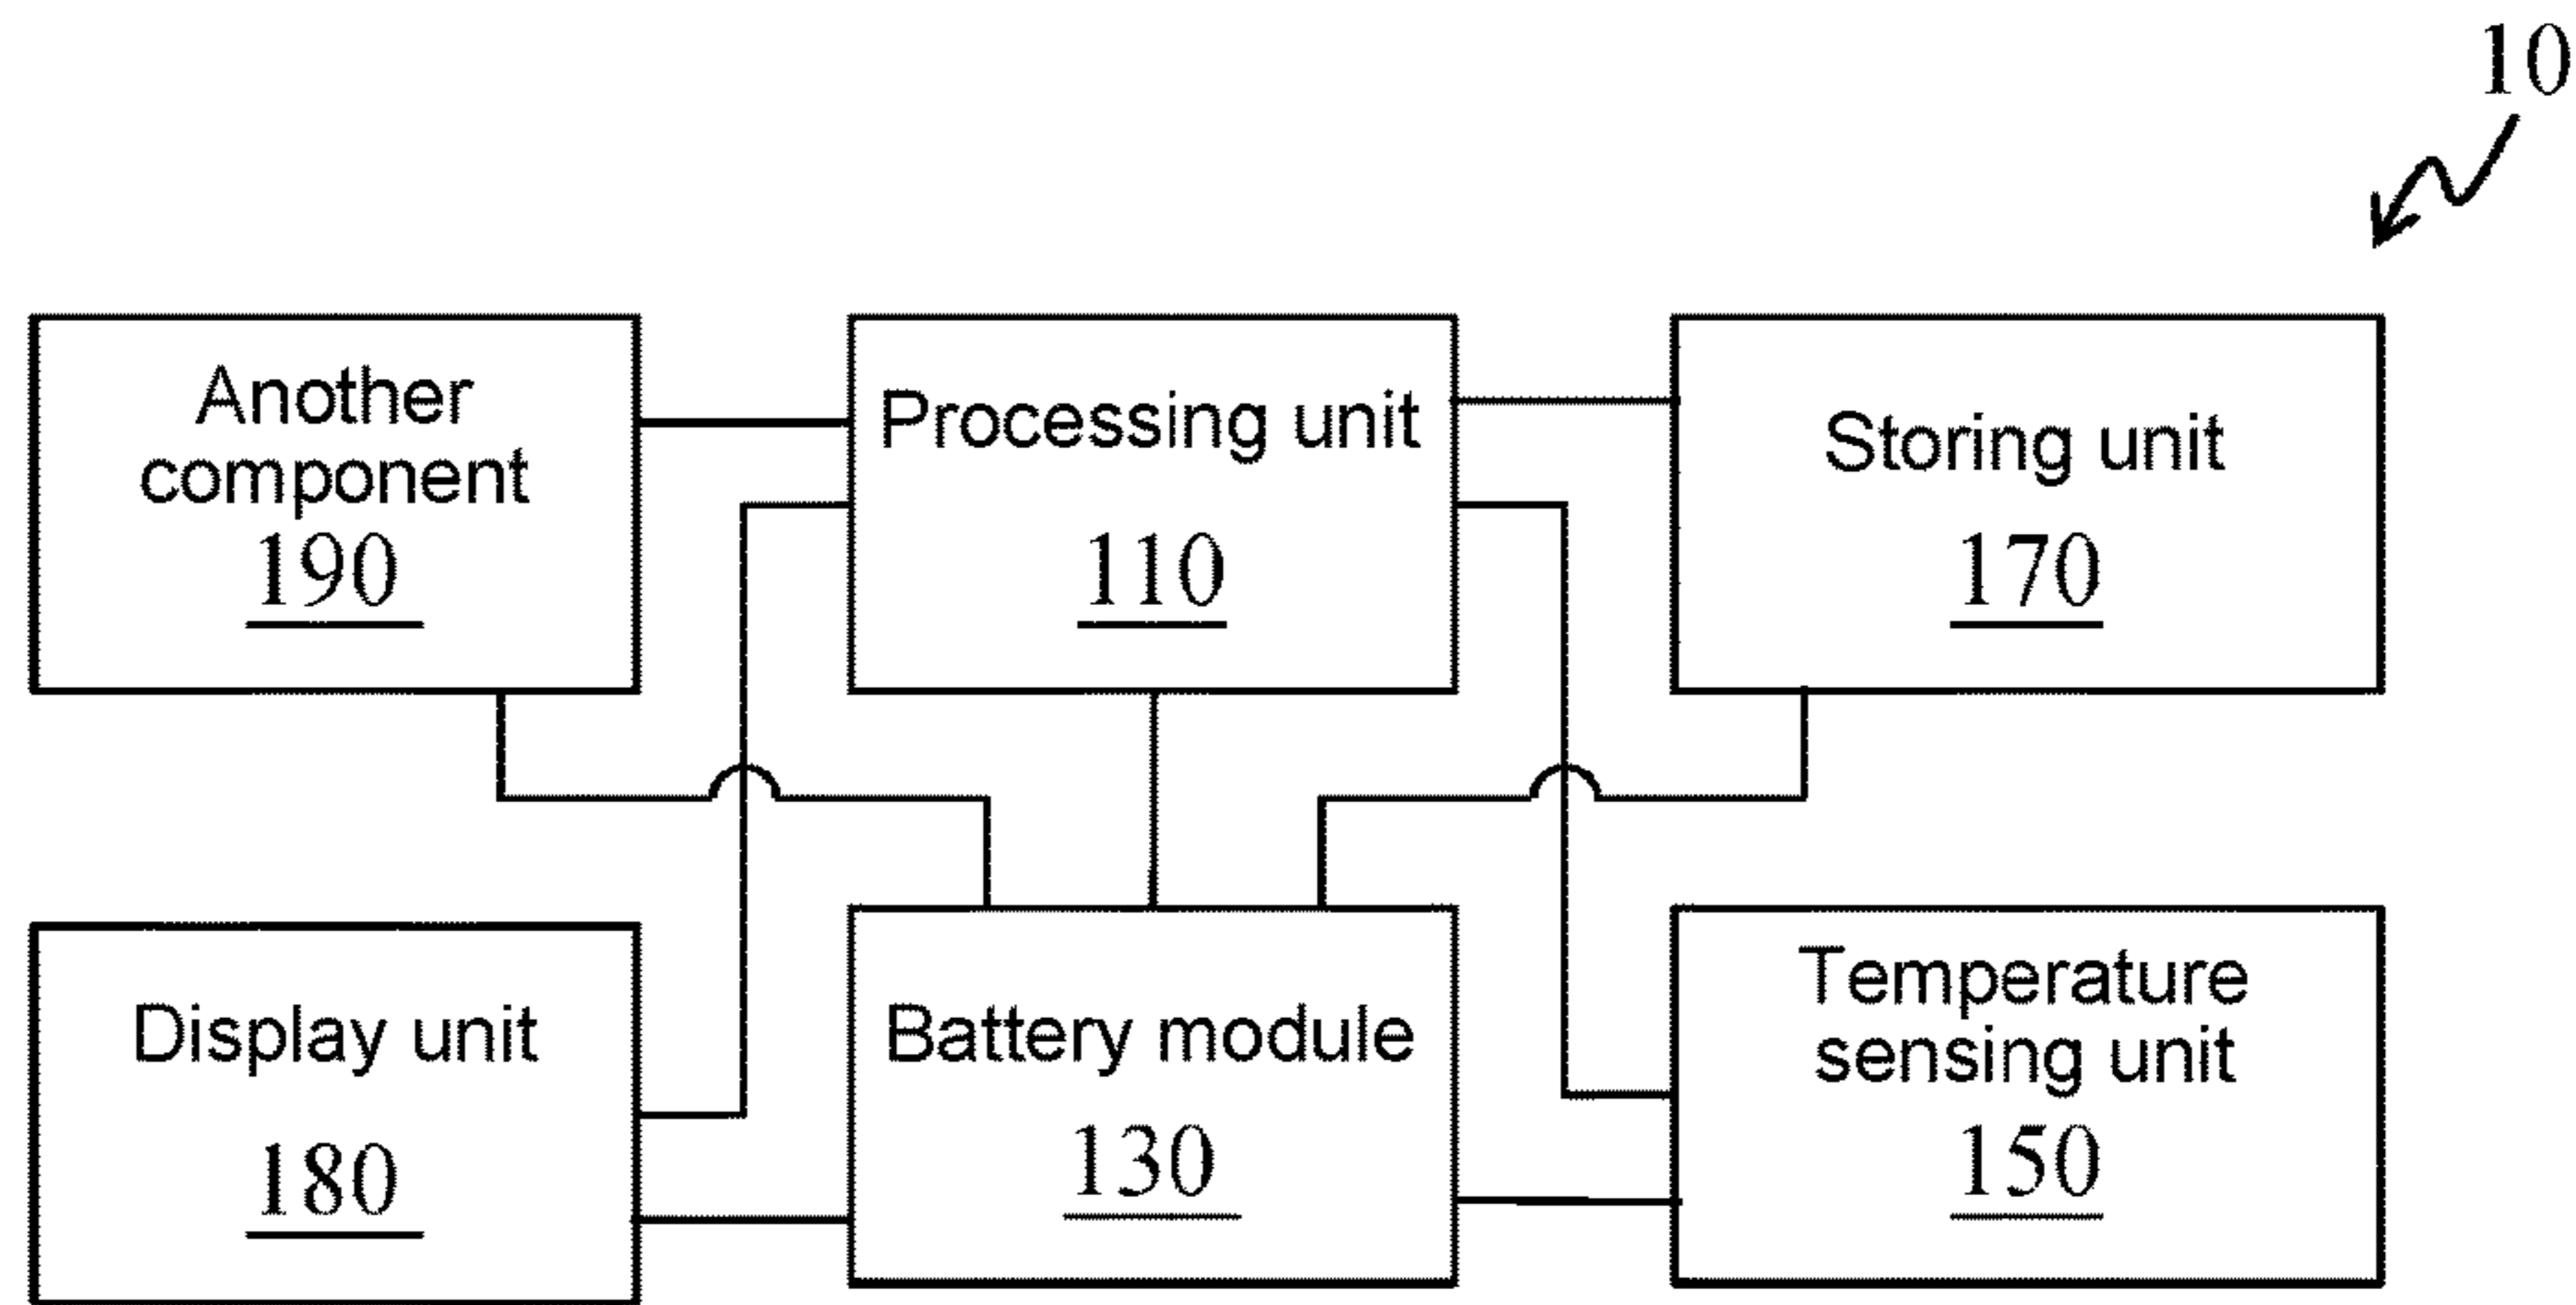 10
Another
component
190
Processing unit
110
Storing unit
170
Display unit
180
Battery module
130
Temperature
sensing unit
150